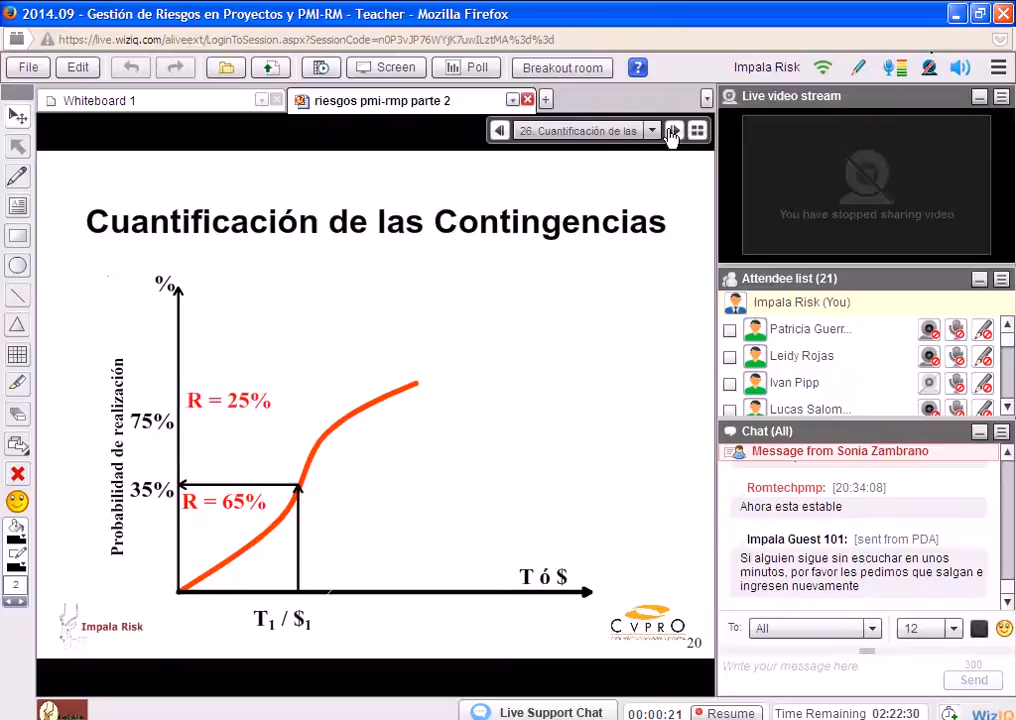 2014.09 - Gestión de Riesgos en Proyectos y PMI-RM - Teacher - Mozilla Firefox
https://live.wiziq.com/aliveext/LoginToSession.aspx?SessionCode=n0P3vJP76WYjK7uwILztMA%3d%3d
File Edit Screen Poll Breakout room ? Impala Risk
Whiteboard 1 riesgos pmi-rmp parte 2
Live video stream
26. Cuantificación de las
You have stopped sharing video
Cuantificación de las Contingencias
%
Probabilidad de realización
R = 25%
75%
35%
R = 65%
T ó $
T1 / $1
Impala Risk
CVPRO
20
2
Attendee list (21)
Impala Risk (You)
Patricia Guerr...
Leidy Rojas
Ivan Pipp
Lucas Salom...
Chat (All)
Message from Sonia Zambrano
Romtechpmp: [20:34:08]
Ahora esta estable
Impala Guest 101: [sent from PDA]
Si alguien sigue sin escuchar en unos
minutos, por favor les pedimos que salgan e
ingresen nuevamente
To: All 12
Write your message here.
300
Send
Live Support Chat 00:00:21 Resume Time Remaining 02:22:30 WizIQ